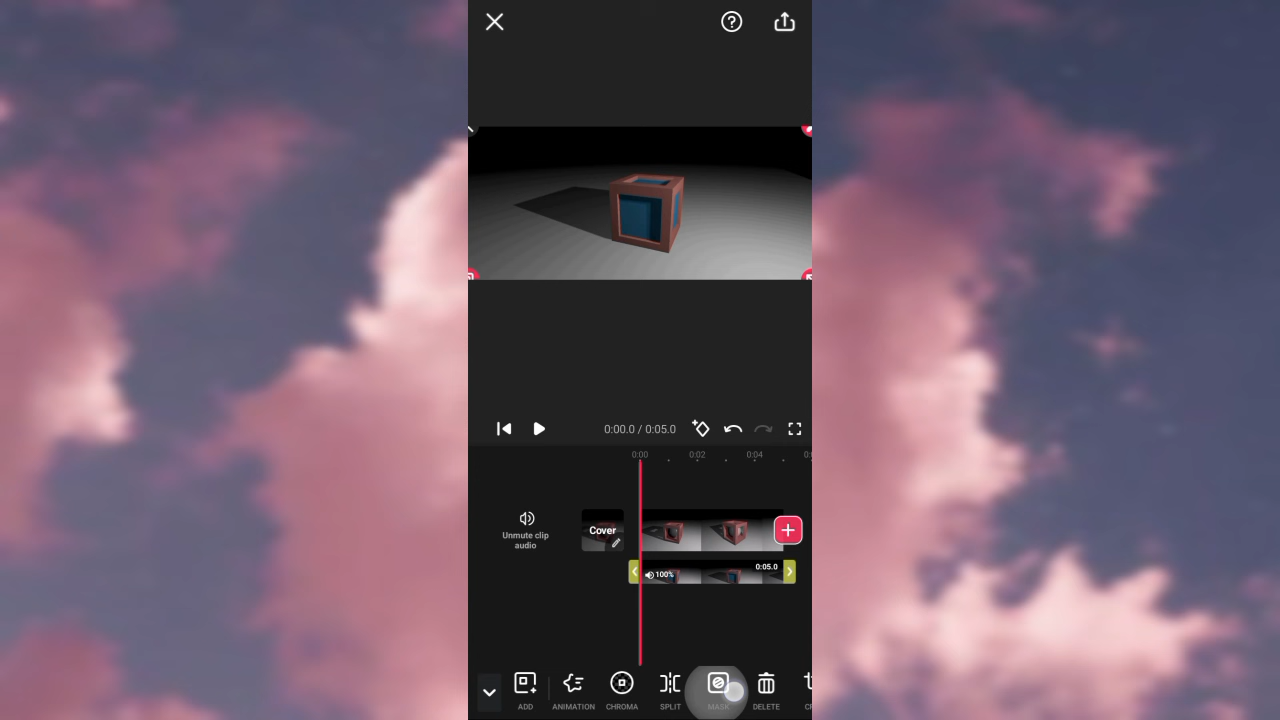 0:00.0 / 0:05.0
0:00
0:02
0:04
Unmute clip
audio
Cover
100%
0:05.0
ADD
ANIMATION
CHROMA
SPLIT
MASK
DELETE